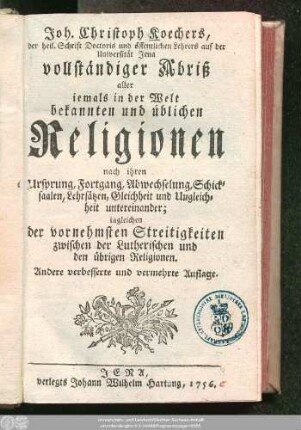 Joh. Christoph Koechers,
der heil. Schrift Doctoris und öffentlichen Lehrers auf der
Universität Jena
vollständiger Abriß
aller
jemals in der Welt
bekannten und üblichen
Religionen
nach ihren
Ursprung, Fortgang, Abwechselung, Schick-
saalen, Lehrsätzen, Gleichheit und Ungleich-
heit untereinander;
ingleichen
der vornehmsten Streitigkeiten
zwischen der Lutherischen und
den übrigen Religionen.
Andere verbesserte und vermehrte Auflage.
JENA,
verlegts Johann Wilhelm Hartung, 1756.